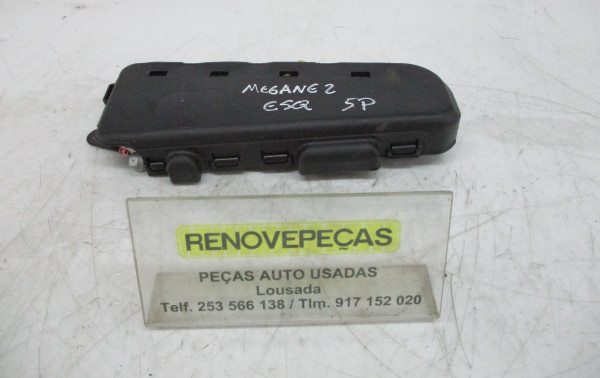 MEGANE 2
ESQ 5P
RENOVEPEÇAS
PEÇAS AUTO USADAS
Lousada
Telf. 253 566 138 / Tlm. 917 152 020